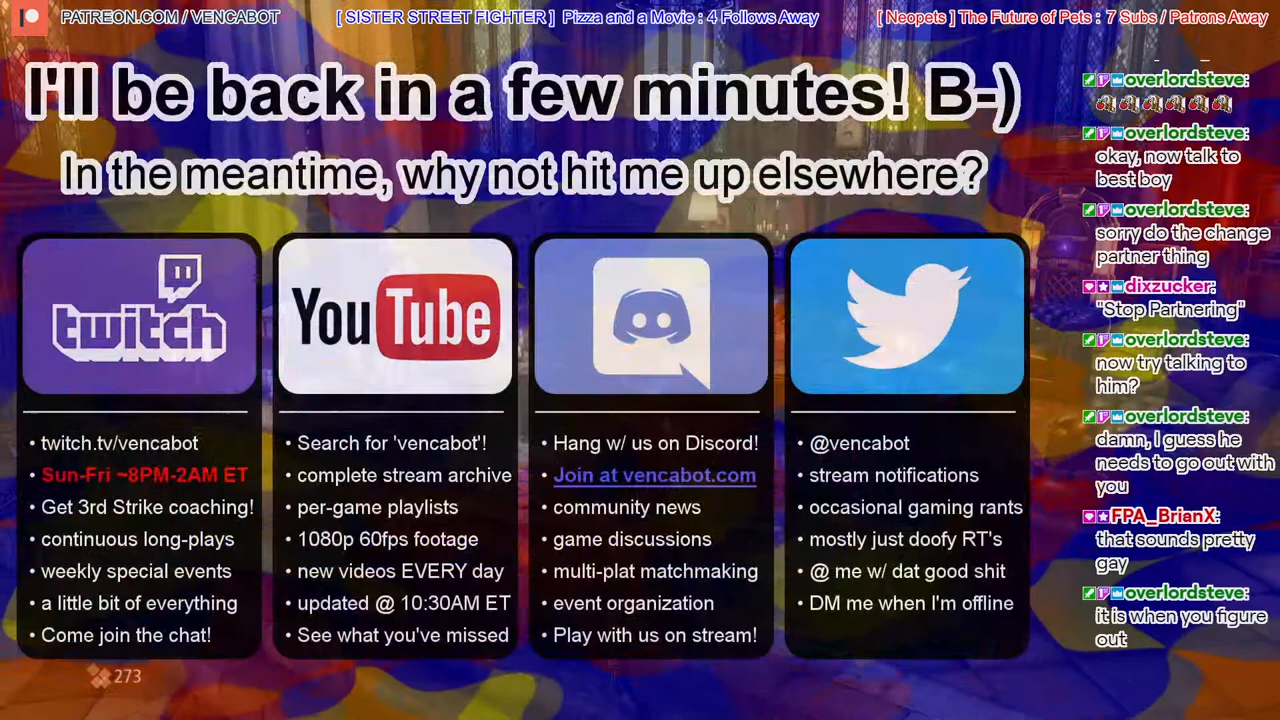 PATREON.COM / VENCABOT
[ SISTER STREET FIGHTER ] Pizzza and a Movie : 4 Follows Away
[ Neopets ] The Future of Pets : 7 Subs / Patrons Away
I'll be back in a few minutes! B-)
In the meantime, why not hit me up elsewhere?
twitch
• twitch.tv/vencabot
• Sun-Fri ~8PM-2AM ET
• Get 3rd Strike coaching!
• continuous long-plays
• weekly special events
• a little bit of everything
• Come join the chat!
YouTube
• Search for 'vencabot'!
• complete stream archive
• per-game playlists
• 1080p 60fps footage
• new videos EVERY day
• updated @ 10:30AM ET
• See what you've missed
• Hang w/ us on Discord!
• Join at vencabot.com
• community news
• game discussions
• multi-plat matchmaking
• event organization
• Play with us on stream!
• @vencabot
• stream notifications
• occasional gaming rants
• mostly just doofy RT's
• @ me w/ dat good shit
• DM me when I'm offline
overlordsteve:
overlordsteve:
okay, now talk to
best boy
overlordsteve:
sorry do the change
partner thing
dixzucker:
"Stop Partnering"
overlordsteve:
now try talking to
him?
overlordsteve:
damn, I guess he
needs to go out with
you
FPA_BrianX:
that sounds pretty
gay
overlordsteve:
it is when you figure
out
273